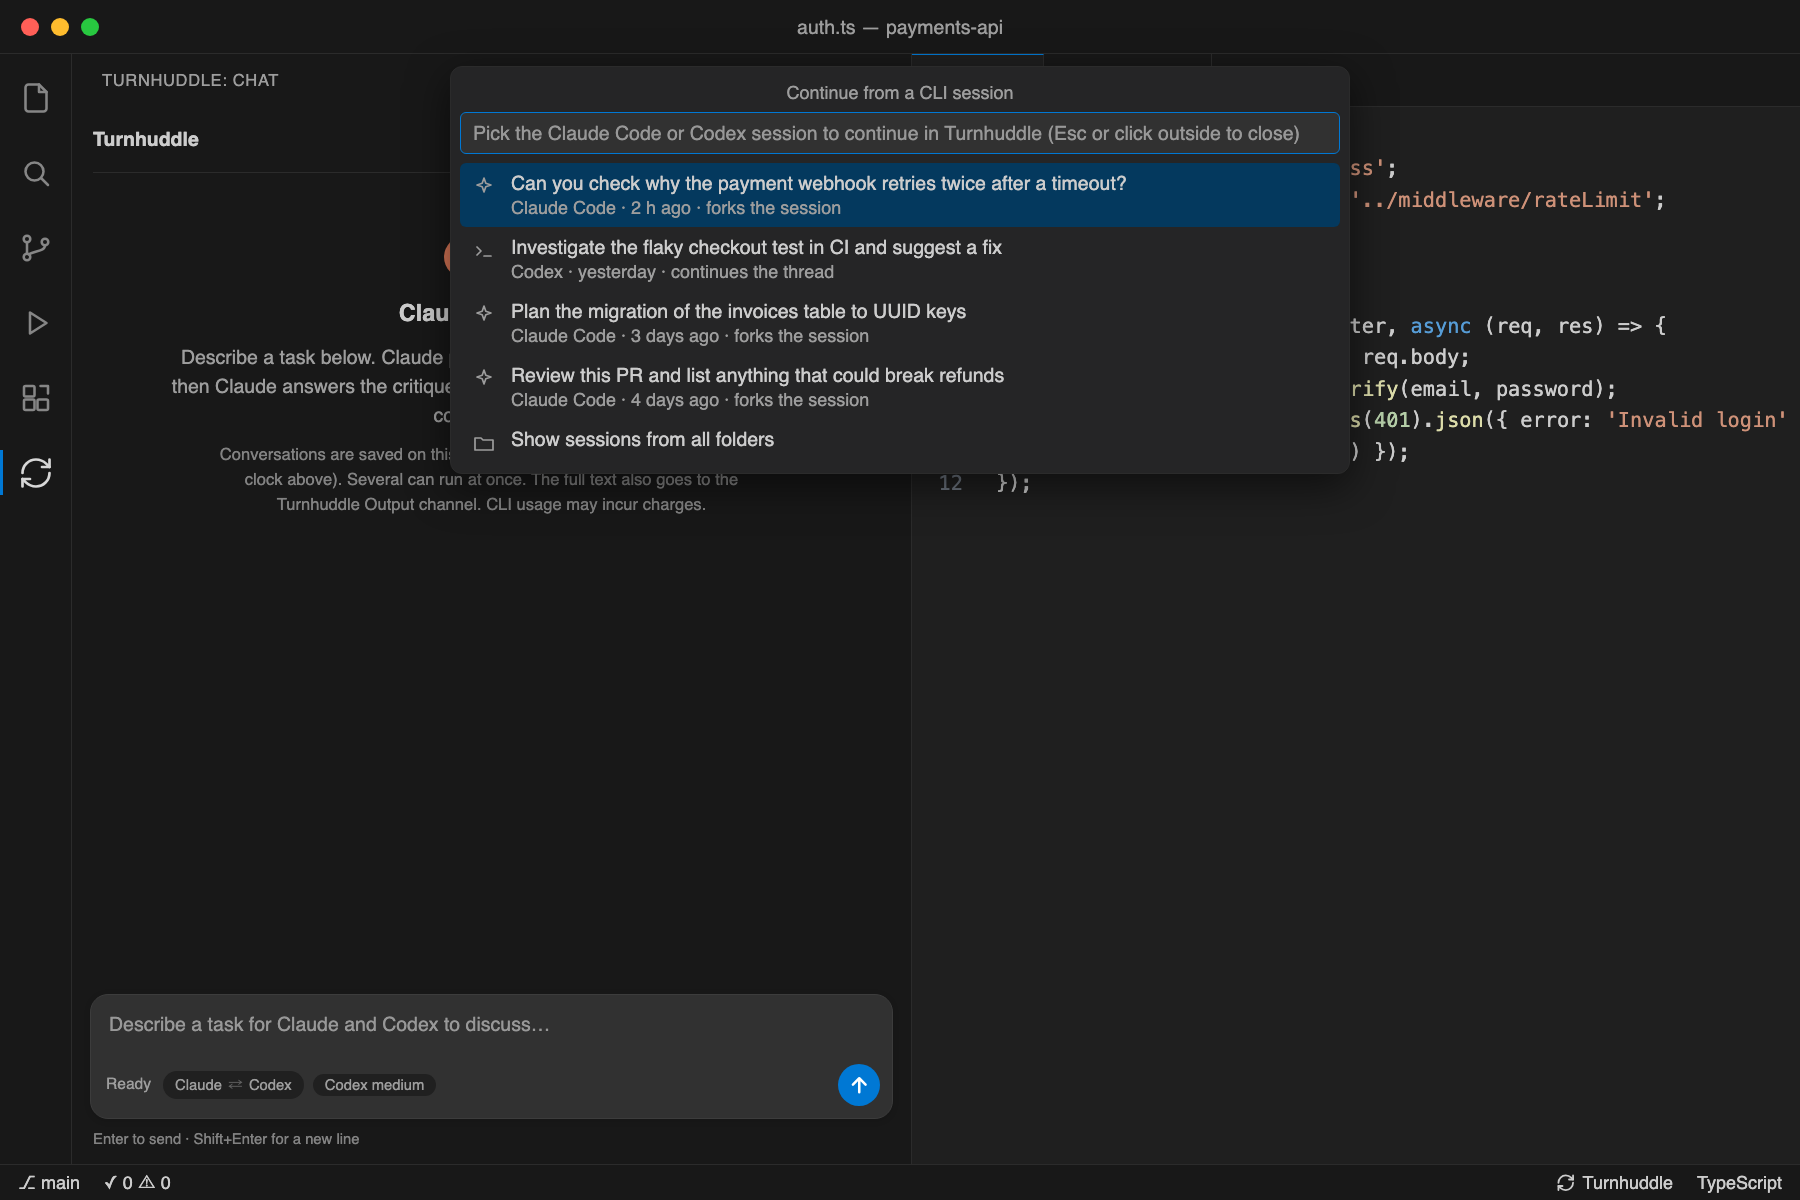 auth.ts — payments-api
TURNHUDDLE: CHAT
Turnhuddle
Continue from a CLI session
Pick the Claude Code or Codex session to continue in Turnhuddle (Esc or click outside to close)
Can you check why the payment webhook retries twice after a timeout?
Claude Code · 2 h ago · forks the session
Investigate the flaky checkout test in CI and suggest a fix
Codex · yesterday · continues the thread
Plan the migration of the invoices table to UUID keys
Claude Code · 3 days ago · forks the session
Review this PR and list anything that could break refunds
Claude Code · 4 days ago · forks the session
Show sessions from all folders
Clau
Describe a task below. Claude
then Claude answers the critique
co
Conversations are saved on this
clock above). Several can run at once. The full text also goes to the
Turnhuddle Output channel. CLI usage may incur charges.
ss';
'../middleware/rateLimit';
ter, async (req, res) => {
req.body;
rify(email, password);
s(401).json({ error: 'Invalid login'
) });
12 });
Describe a task for Claude and Codex to discuss…
Ready Claude ⇄ Codex Codex medium
Enter to send · Shift+Enter for a new line
main ✓ 0 ⚠ 0
Turnhuddle TypeScript